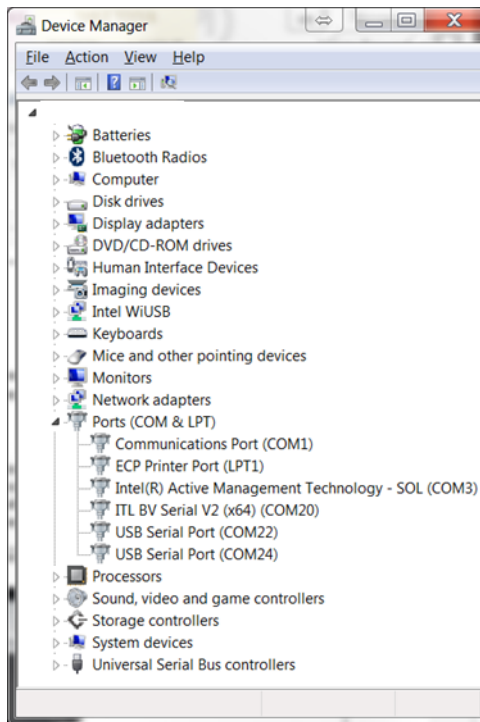 Device Manager
File Action View Help
Batteries
Bluetooth Radios
Computer
Disk drives
Display adapters
DVD/CD-ROM drives
Human Interface Devices
Imaging devices
Intel WiUSB
Keyboards
Mice and other pointing devices
Monitors
Network adapters
Ports (COM & LPT)
Communications Port (COM1)
ECP Printer Port (LPT1)
Intel(R) Active Management Technology - SOL (COM3)
ITL BV Serial V2 (x64) (COM20)
USB Serial Port (COM22)
USB Serial Port (COM24)
Processors
Sound, video and game controllers
Storage controllers
System devices
Universal Serial Bus controllers